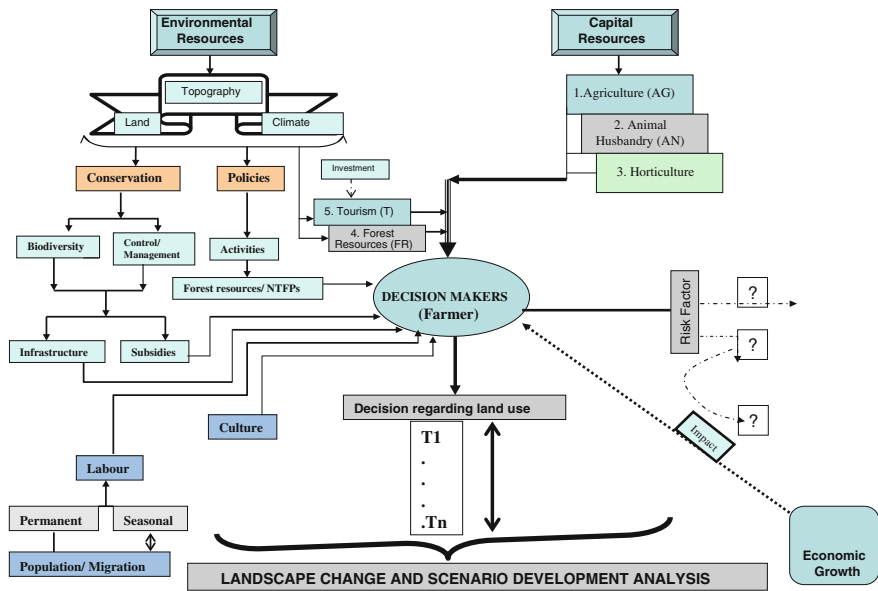 Environmental
Resources
Capital
Resources
Topography
Land
Climate
1.Agriculture (AG)
2. Animal
Husbandry (AN)
3. Horticulture
Conservation
Policies
Investment
5. Tourism (T)
4. Forest
Resources (FR)
Biodiversity
Control/
Management
Activities
Forest resources/ NTFPs
DECISION MAKERS
(Farmer)
Risk Factor
?
?
?
Infrastructure
Subsidies
Culture
Decision regarding land use
T1
.
.
.
.Tn
Impact
Labour
Permanent
Seasonal
Population/ Migration
Economic
Growth
LANDSCAPE CHANGE AND SCENARIO DEVELOPMENT ANALYSIS